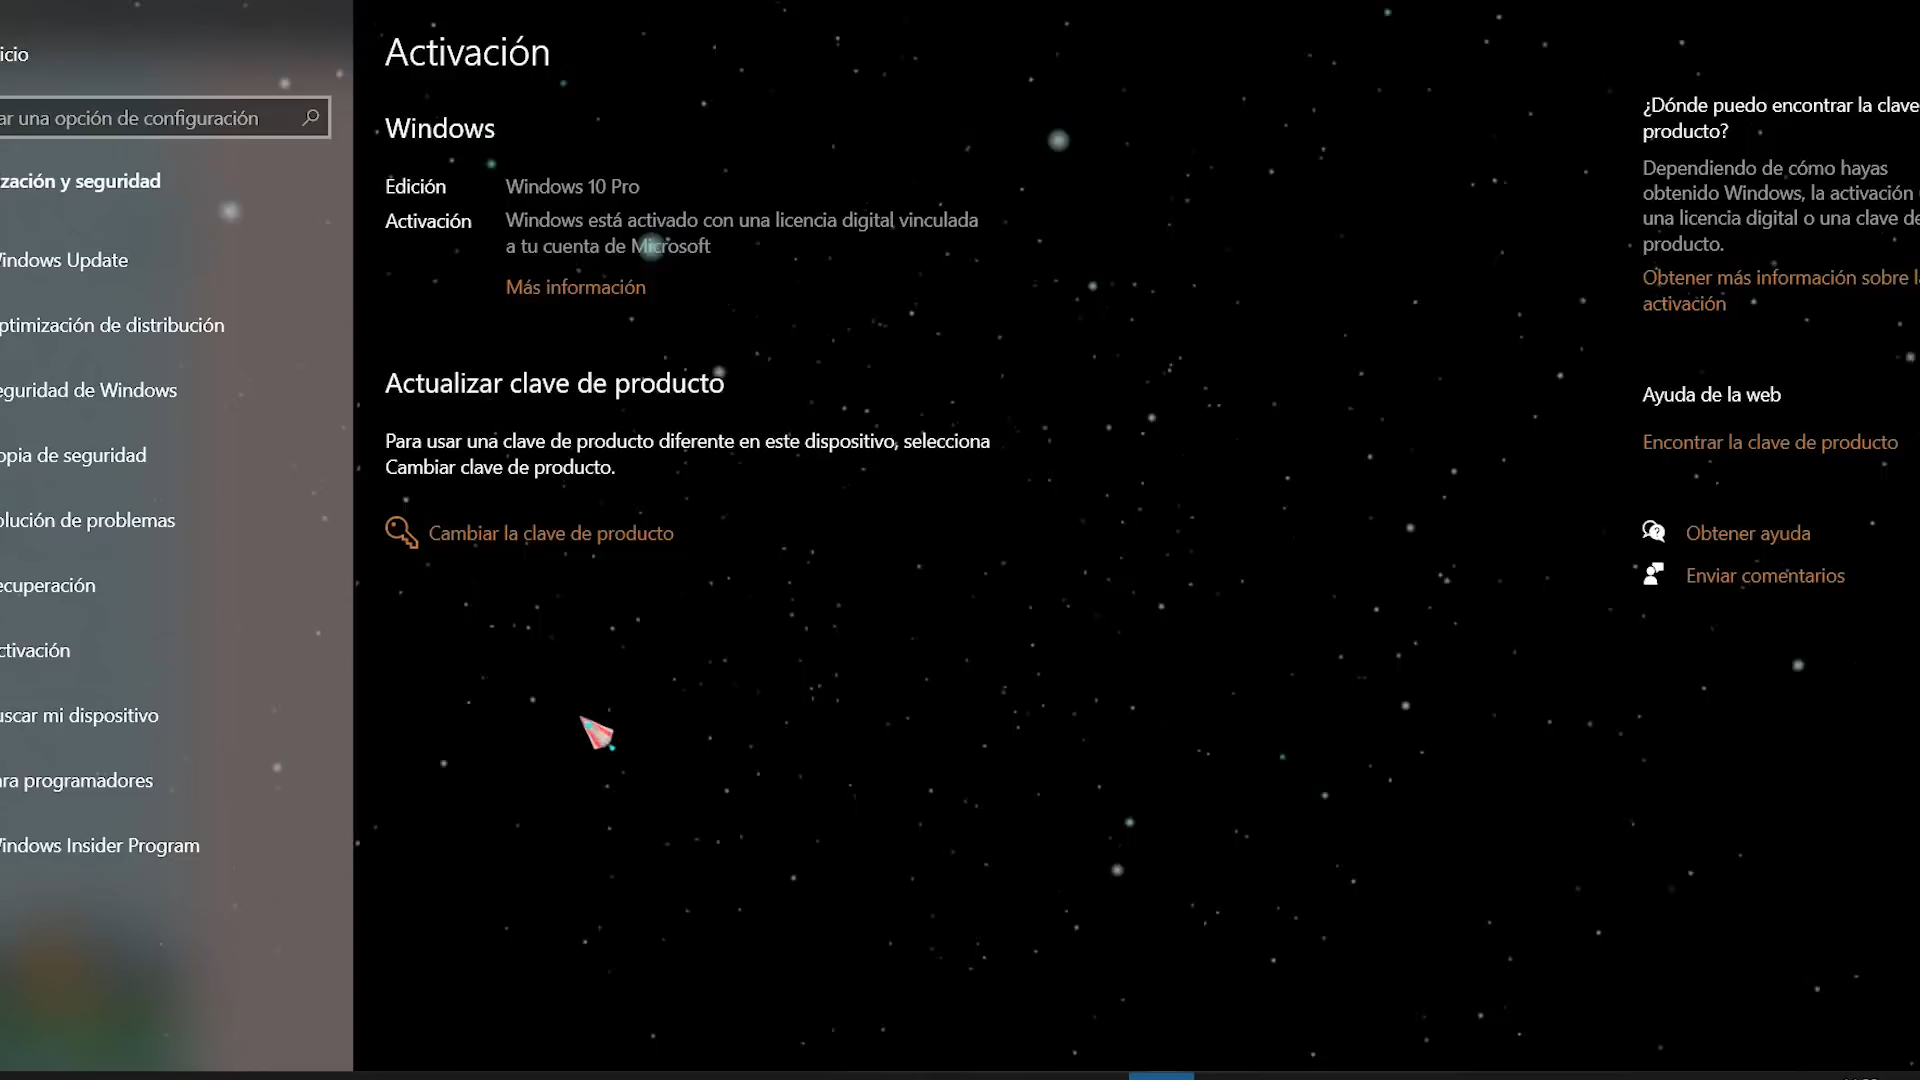 icio
ar una opción de configuración
zación y seguridad
Windows Update
ptimización de distribución
eguridad de Windows
opia de seguridad
olución de problemas
ecuperación
ctivación
uscar mi dispositivo
ara programadores
Windows Insider Program
Activación
Windows
Edición Windows 10 Pro
Activación Windows está activado con una licencia digital vinculada
a tu cuenta de Microsoft
Más información
Actualizar clave de producto
Para usar una clave de producto diferente en este dispositivo, selecciona
Cambiar clave de producto.
Cambiar la clave de producto
¿Dónde puedo encontrar la clave
producto?
Dependiendo de cómo hayas
obtenido Windows, la activación
una licencia digital o una clave de
producto.
Obtener más información sobre la
activación
Ayuda de la web
Encontrar la clave de producto
Obtener ayuda
Enviar comentarios